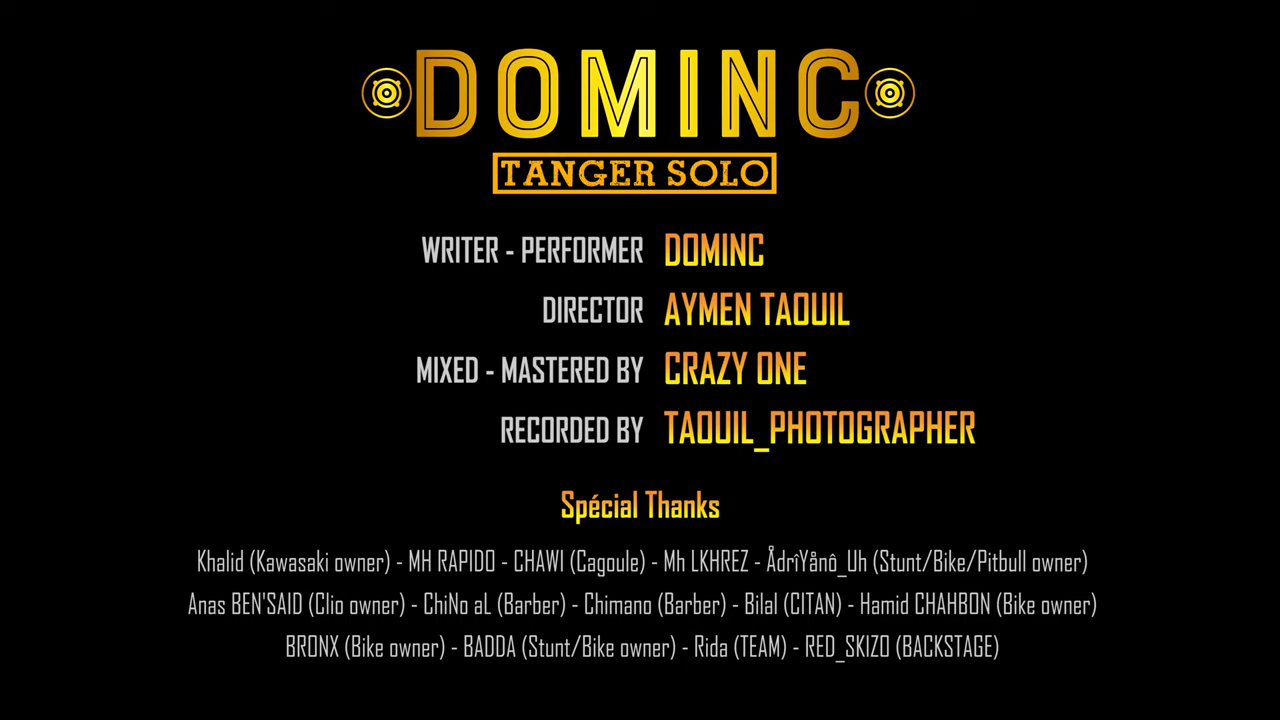 DOMINC
TANGER SOLO
WRITER - PERFORMER DOMINC
DIRECTOR AYMEN TAOUIL
MIXED - MASTERED BY CRAZY ONE
RECORDED BY TAOUIL_PHOTOGRAPHER
Spécial Thanks
Khalid (Kawasaki owner) - MH RAPIDO - CHAWI (Cagoule) - Mh LKHREZ - ÅdrîYånô_Uh (Stunt/Bike/Pitbull owner)
Anas BEN'SAID (Clio owner) - ChiNo aL (Barber) - Chimano (Barber) - Bilal (CITAN) - Hamid CHAHBON (Bike owner)
BRONX (Bike owner) - BADDA (Stunt/Bike owner) - Rida (TEAM) - RED_SKIZO (BACKSTAGE)